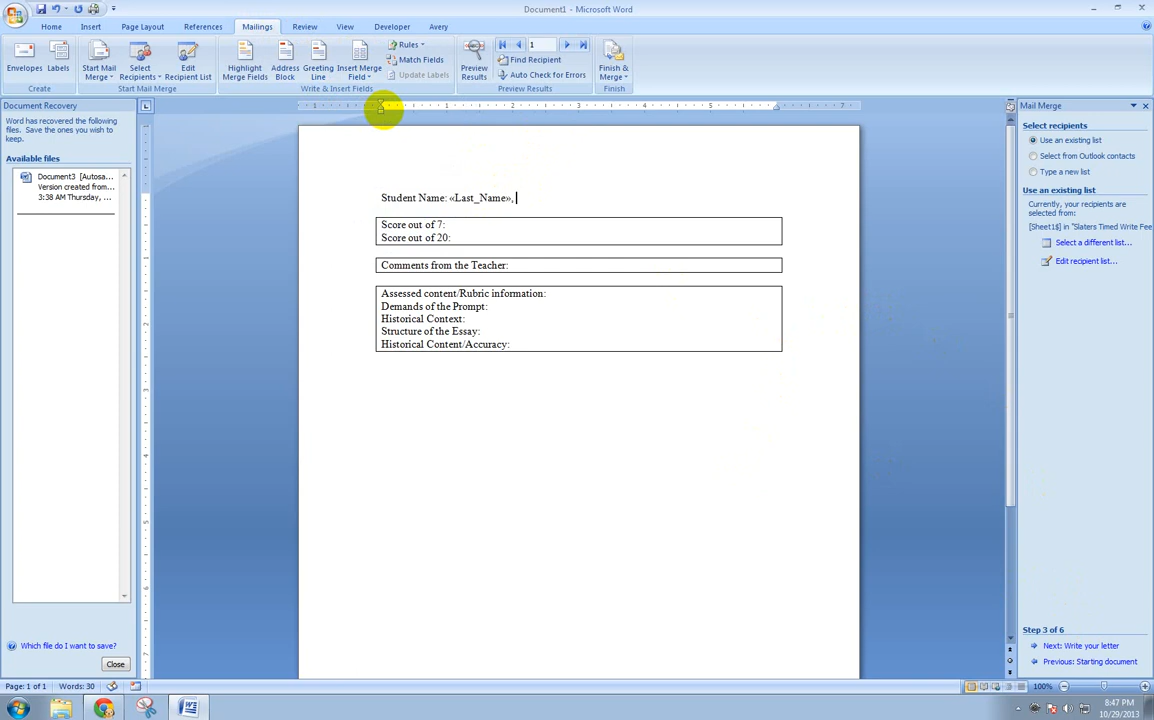 Document1 - Microsoft Word
Home Insert Page Layout References Mailings Review View Developer Avery
Envelopes Labels Start Mail Merge Select Recipients Edit Recipient List Highlight Merge Fields Address Block Greeting Line Insert Merge Field Rules Match Fields Update Labels Preview Results 1 Find Recipient Auto Check for Errors Finish & Merge
Create Start Mail Merge Write & Insert Fields Preview Results Finish
Document Recovery
Word has recovered the following
files. Save the ones you wish to
keep.
Available files
Document3 [Autosa...
Version created from...
3:38 AM Thursday, ...
Which file do I want to save?
Close
1 1 2 3 4 5 7
Student Name: «Last_Name»,
Score out of 7:
Score out of 20:
Comments from the Teacher:
Assessed content/Rubric information:
Demands of the Prompt:
Historical Context:
Structure of the Essay:
Historical Content/Accuracy:
Mail Merge
Select recipients
Use an existing list
Select from Outlook contacts
Type a new list
Use an existing list
Currently, your recipients are
selected from:
[Sheet1$] in "Slaters Timed Write Fee
Select a different list...
Edit recipient list...
Step 3 of 6
Next: Write your letter
Previous: Starting document
Page: 1 of 1 Words: 30 100%
8:47 PM
10/29/2013